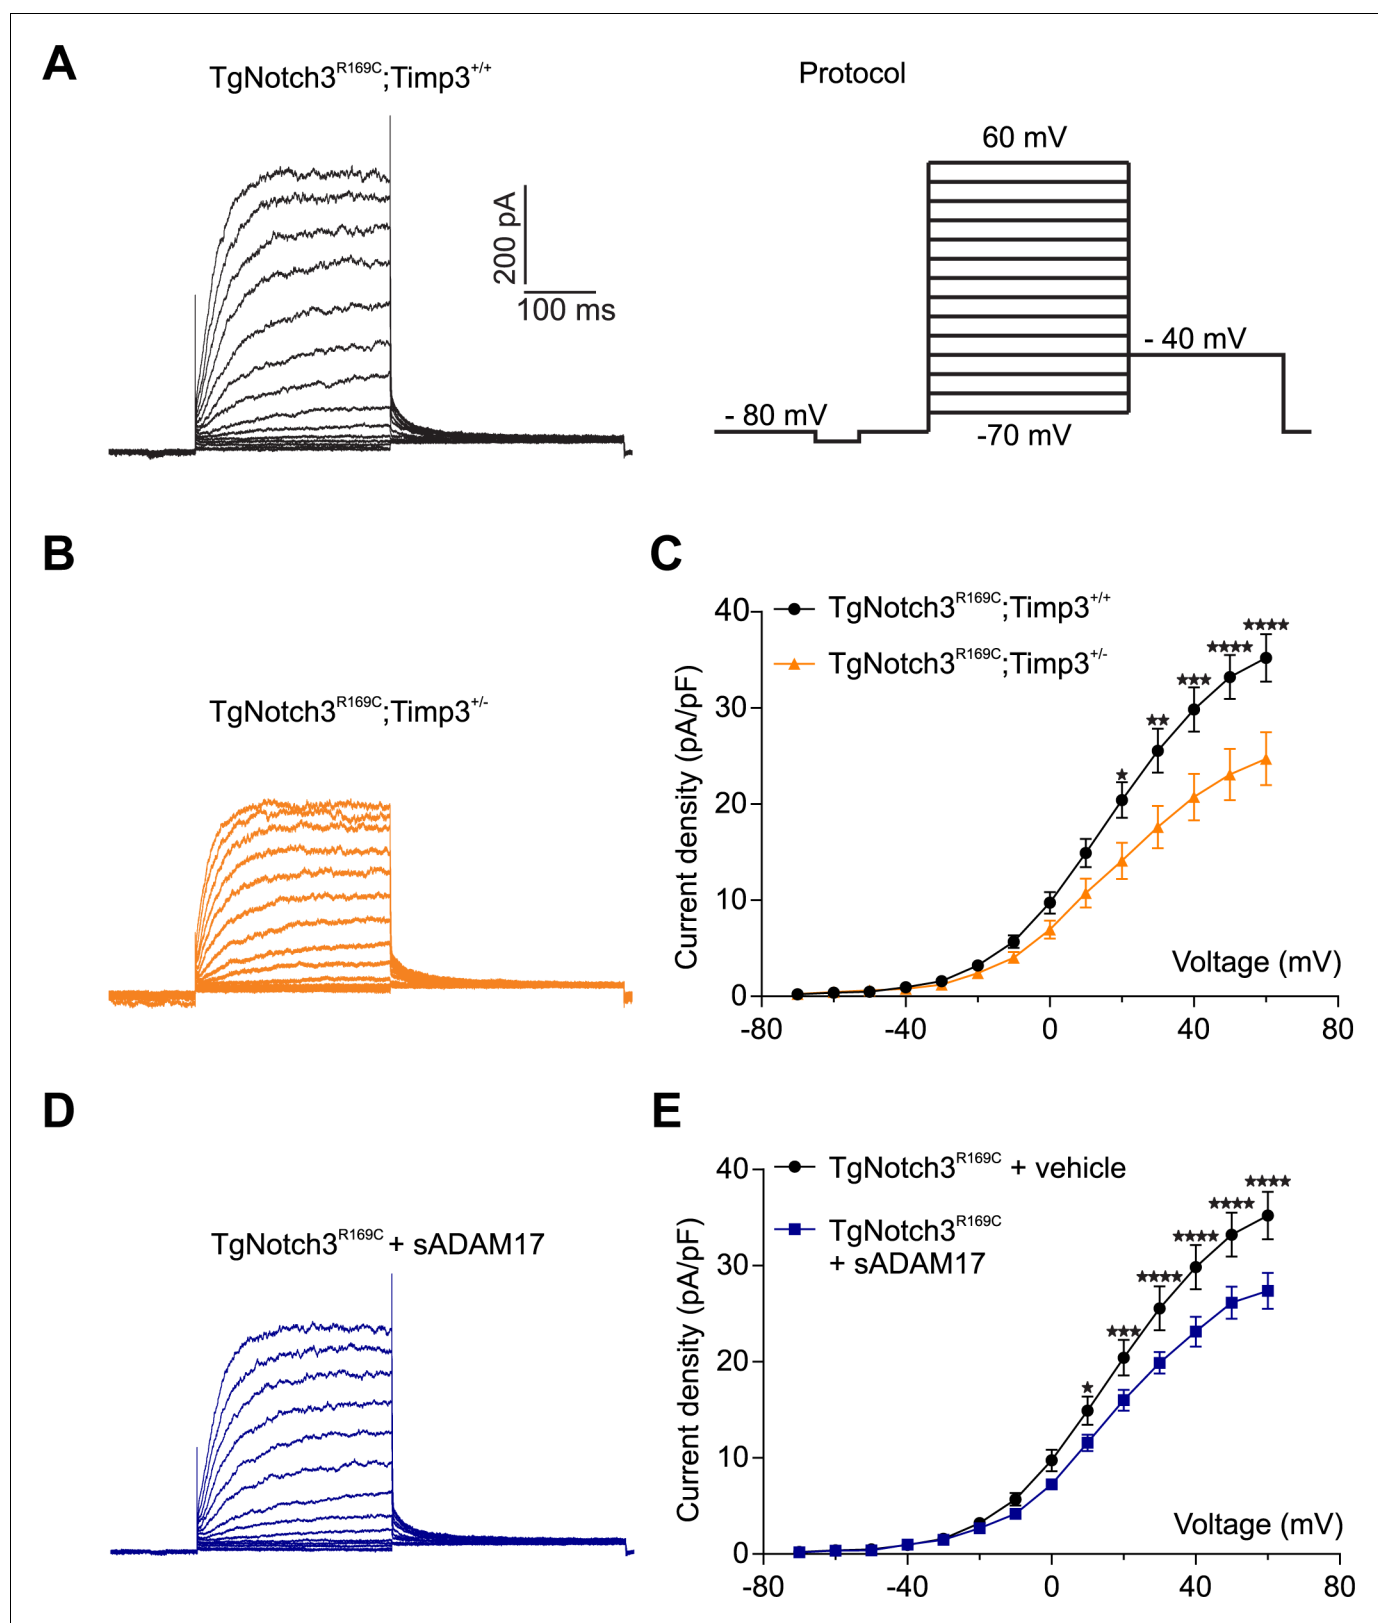 A
TgNotch3R169C;Timp3+/+
200 pA
100 ms
Protocol
60 mV
- 40 mV
- 80 mV
-70 mV
B
TgNotch3R169C;Timp3+/-
C
TgNotch3R169C;Timp3+/+
TgNotch3R169C;Timp3+/-
★ ★★ ★★★ ★★★★ ★★★★
Current density (pA/pF)
40
30
20
10
0
Voltage (mV)
-80 -40 0 40 80
D
TgNotch3R169C + sADAM17
E
TgNotch3R169C + vehicle
TgNotch3R169C
+ sADAM17
★ ★★★ ★★★★ ★★★★ ★★★★ ★★★★
Current density (pA/pF)
40
30
20
10
0
Voltage (mV)
-80 -40 0 40 80